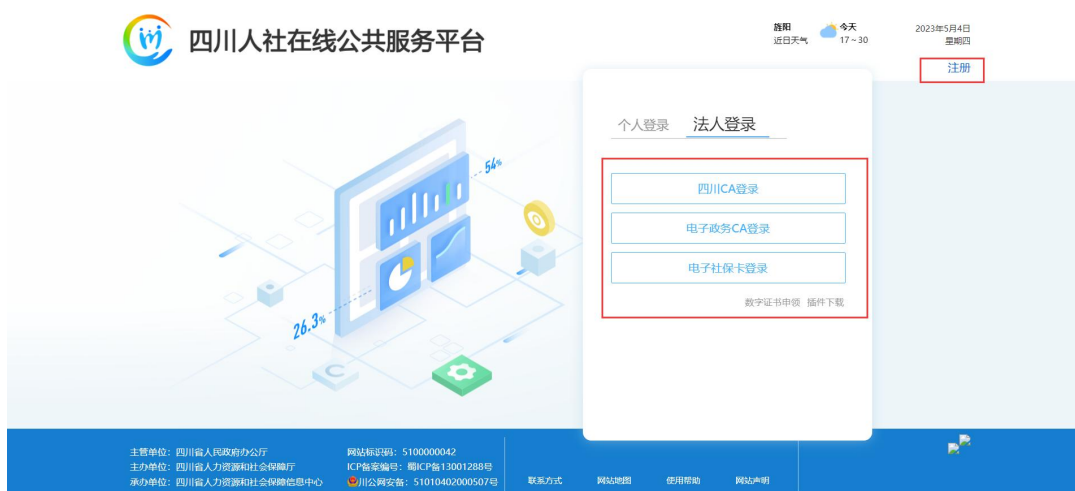 四川人社在线公共服务平台
旌阳
近日天气
今天
17~30
2023年5月4日
星期四
注册
个人登录 法人登录
四川CA登录
电子政务CA登录
电子社保卡登录
数字证书申领 插件下载
54%
26.3%
主管单位：四川省人民政府办公厅
主办单位：四川省人力资源和社会保障厅
承办单位：四川省人力资源和社会保障信息中心
网站标识码：5100000042
ICP备案编号：蜀ICP备13001288号
川公网安备：51010402000507号
联系方式 网站地图 使用帮助 网站声明